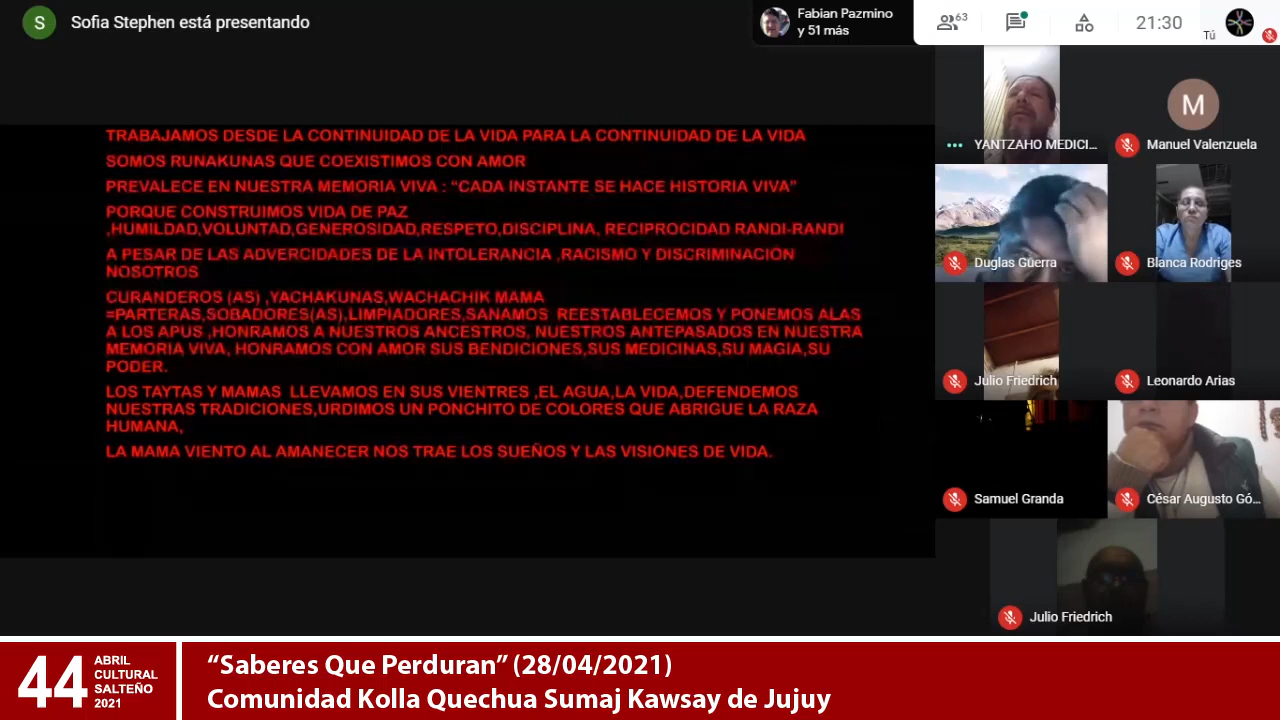 S
Sofia Stephen está presentando
Fabian Pazmino
y 51 más
63
21:30
Tú
TRABAJAMOS DESDE LA CONTINUIDAD DE LA VIDA PARA LA CONTINUIDAD DE LA VIDA
SOMOS RUNAKUNAS QUE COEXISTIMOS CON AMOR
PREVALECE EN NUESTRA MEMORIA VIVA : “CADA INSTANTE SE HACE HISTORIA VIVA”
PORQUE CONSTRUIMOS VIDA DE PAZ
,HUMILDAD,VOLUNTAD,GENEROSIDAD,RESPETO,DISCIPLINA, RECIPROCIDAD RANDI-RANDI
A PESAR DE LAS ADVERCIDADES DE LA INTOLERANCIA ,RACISMO Y DISCRIMINACIÓN
NOSOTROS
CURANDEROS (AS) ,YACHAKUNAS,WACHACHIK MAMA
=PARTERAS,SOBADORES(AS),LIMPIADORES,SANAMOS REESTABLECEMOS Y PONEMOS ALAS
A LOS APUS ,HONRAMOS A NUESTROS ANCESTROS, NUESTROS ANTEPASADOS EN NUESTRA
MEMORIA VIVA, HONRAMOS CON AMOR SUS BENDICIONES,SUS MEDICINAS,SU MAGIA,SU
PODER.
LOS TAYTAS Y MAMAS LLEVAMOS EN SUS VIENTRES ,EL AGUA,LA VIDA,DEFENDEMOS
NUESTRAS TRADICIONES,URDIMOS UN PONCHITO DE COLORES QUE ABRIGUE LA RAZA
HUMANA,
LA MAMA VIENTO AL AMANECER NOS TRAE LOS SUEÑOS Y LAS VISIONES DE VIDA.
YANTZAHO MEDICI...
M
Manuel Valenzuela
Duglas Guerra
Blanca Rodriges
Julio Friedrich
Leonardo Arias
Samuel Granda
César Augusto Gó...
Julio Friedrich
44
ABRIL
CULTURAL
SALTEÑO
2021
“Saberes Que Perduran” (28/04/2021)
Comunidad Kolla Quechua Sumaj Kawsay de Jujuy